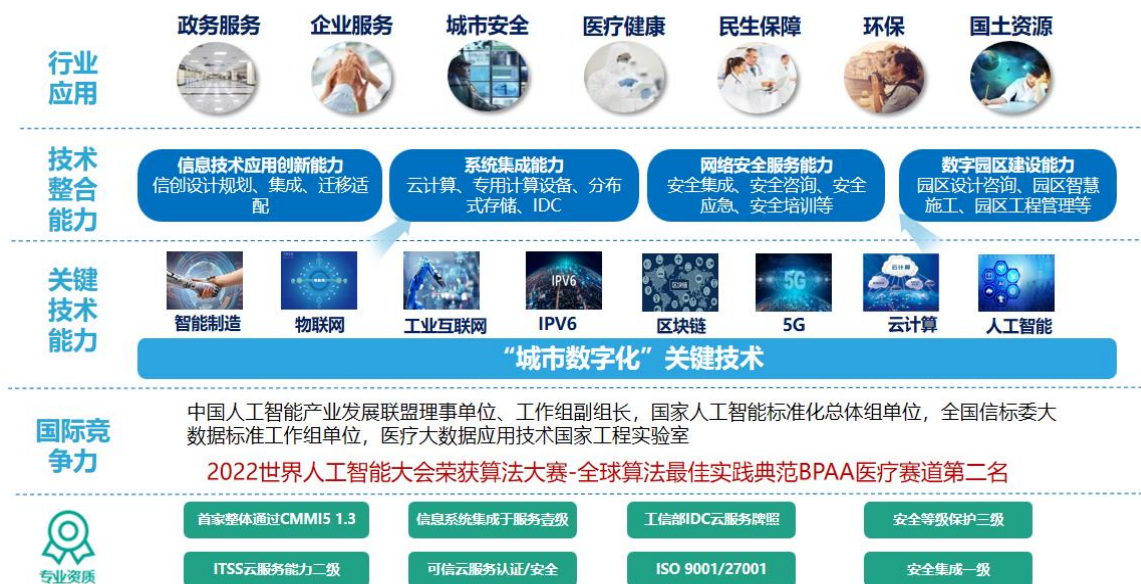 政务服务
企业服务
城市安全
医疗健康
民生保障
环保
国土资源
行业
应用
技术
整合
能力
信息技术应用创新能力
信创设计规划、集成、迁移适
配
系统集成能力
云计算、专用计算设备、分布
式存储、IDC
网络安全服务能力
安全集成、安全咨询、安全
应急、安全培训等
数字园区建设能力
园区设计咨询、园区智慧
施工、园区工程管理等
关键
技术
能力
IPV6
区块链
5G
云计算
智能制造
物联网
工业互联网
IPV6
区块链
5G
云计算
人工智能
“城市数字化”关键技术
国际竞
争力
中国人工智能产业发展联盟理事单位、工作组副组长，国家人工智能标准化总体组单位，全国信标委大
数据标准工作组单位，医疗大数据应用技术国家工程实验室
2022世界人工智能大会荣获算法大赛-全球算法最佳实践典范BPAA医疗赛道第二名
专业资质
首家整体通过CMMI5 1.3
信息系统集成于服务壹级
工信部IDC云服务牌照
安全等级保护三级
ITSS云服务能力二级
可信云服务认证/安全
ISO 9001/27001
安全集成一级